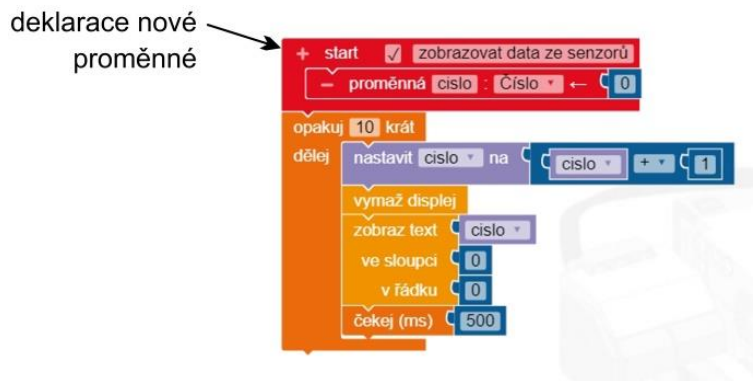 deklarace nové
proměnné
+ start zobrazovat data ze senzorů
− proměnná cislo : Číslo ← 0
opakuj 10 krát
dělej nastavit cislo na cislo + 1
vymaž displej
zobraz text cislo
ve sloupci 0
v řádku 0
čekej (ms) 500